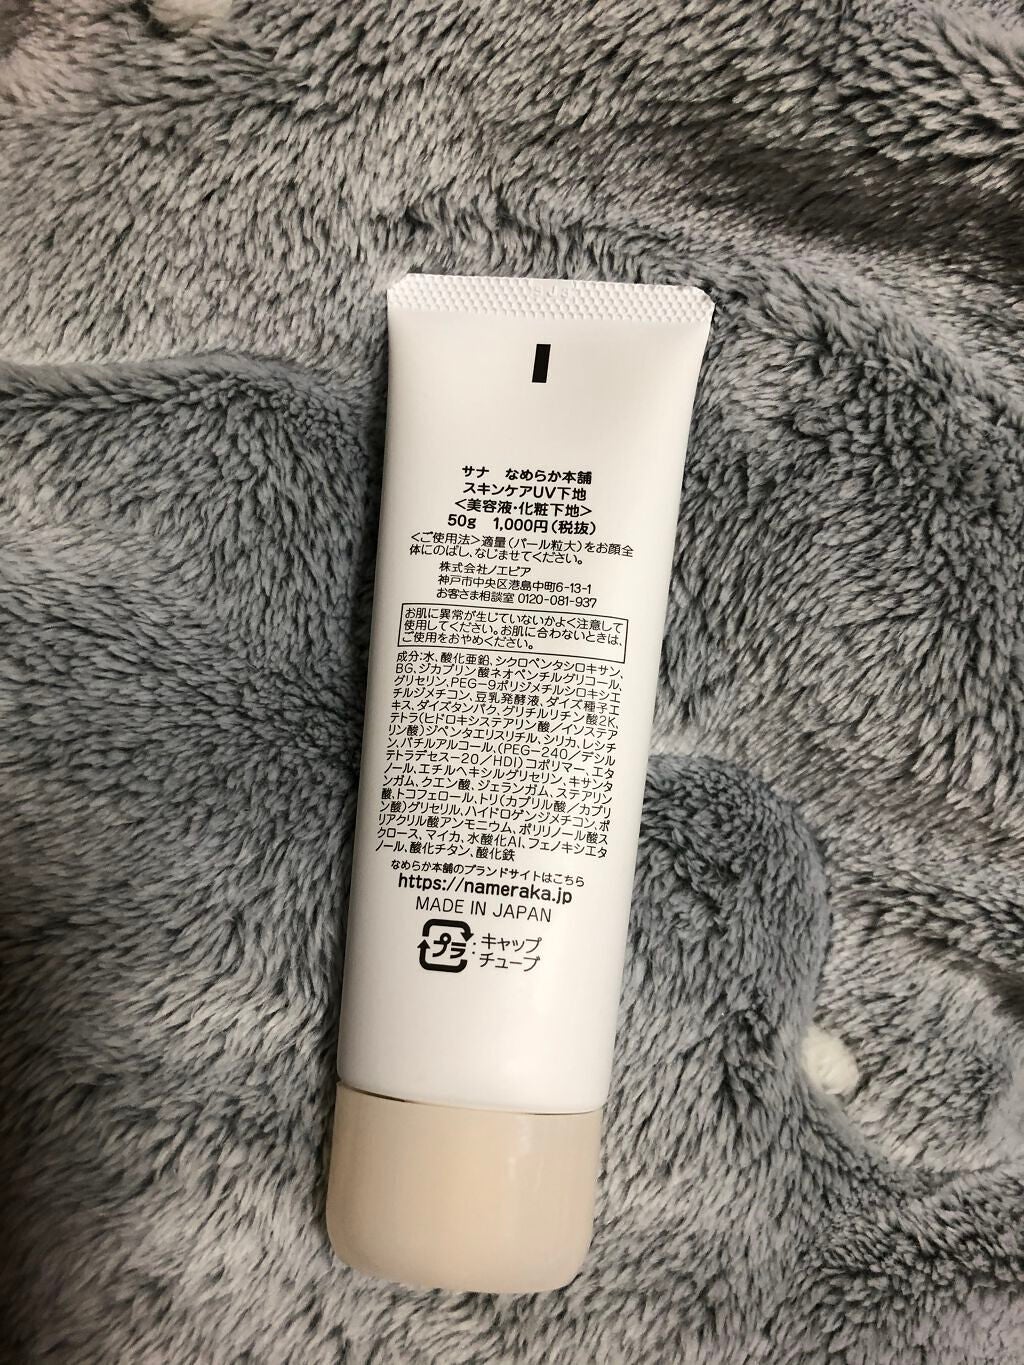 サナ なめらか本舗
スキンケアUV下地
<美容液・化粧下地>
50g 1,000円(税抜)
<ご使用法>適量(パール粒大)をお顔全
体にのばし、なじませてください。
株式会社ノエビア
神戸市中央区港島中町6-13-1
お客さま相談室 0120-081-937
お肌に異常が生じていないかよく注意して
使用してください。お肌に合わないときは、
ご使用をおやめください。
成分:水、酸化亜鉛、シクロペンタシロキサン、
BG、ジカプリン酸ネオペンチルグリコール、
グリセリン、PEG-9ポリジメチルシロキシエ
チルジメチコン、豆乳発酵液、ダイズ種子エ
キス、ダイズタンパク、グリチルリチン酸2K、
テトラ(ヒドロキシステアリン酸/イソステア
リン酸)ジペンタエリスリチル、シリカ、レシチ
ン、バチルアルコール、(PEG-240/デシル
テトラデセス-20/HDI)コポリマー、エタ
ノール、エチルヘキシルグリセリン、キサンタ
ンガム、クエン酸、ジェランガム、ステアリン
酸、トコフェロール、トリ(カプリル酸/カプリ
ン酸)グリセリル、ハイドロゲンジメチコン、ポ
リアクリル酸アンモニウム、ポリリノール酸ス
クロース、マイカ、水酸化Al、フェノキシエタ
ノール、酸化チタン、酸化鉄
なめらか本舗のブランドサイトはこちら
https://nameraka.jp
MADE IN JAPAN
プラ:キャップ
チューブ